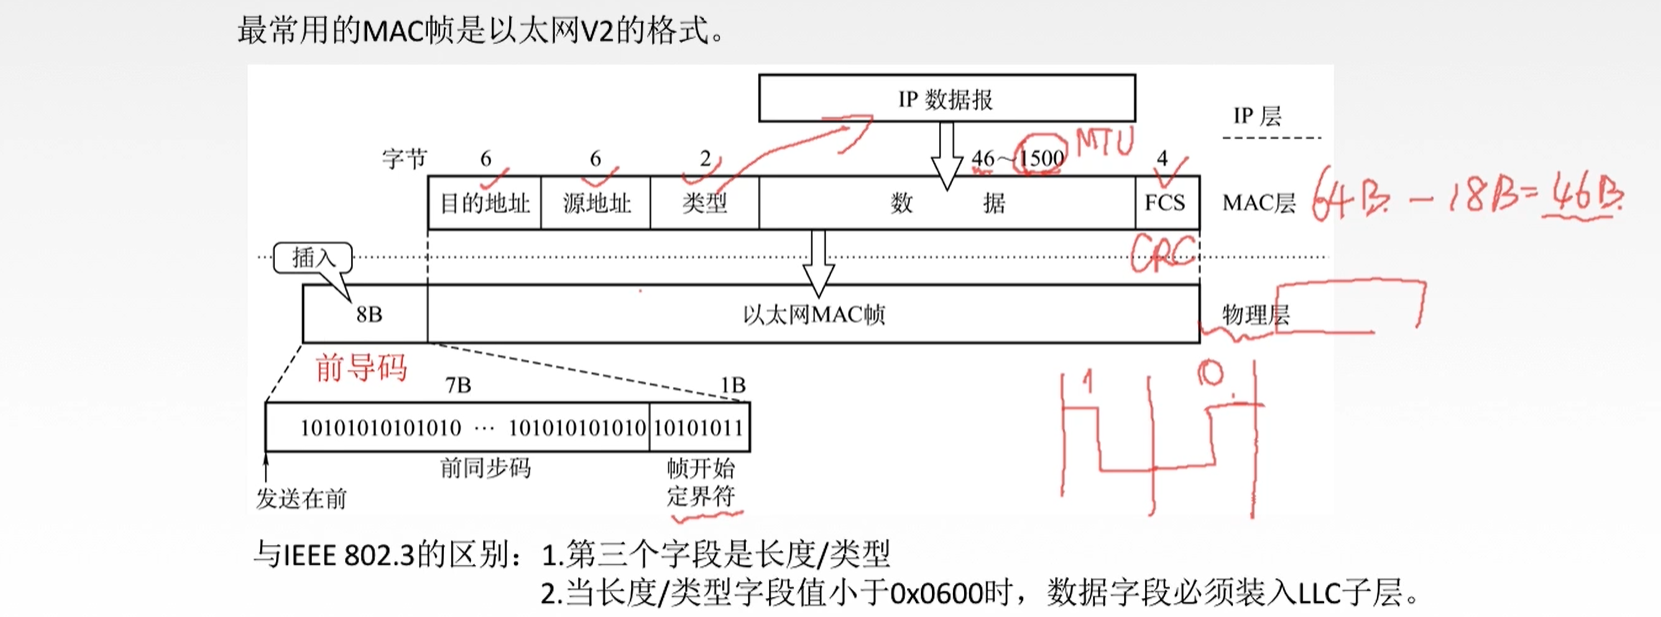 最常用的MAC帧是以太网V2的格式。
IP 数据报
IP 层
字节 6 6 2 46~1500 MTU 4
目的地址 源地址 类型 数 据 FCS MAC层 64B - 18B = 46B
CRC
插入
8B 以太网MAC帧 物理层
前导码
7B 1B
1 0
10101010101010 ··· 101010101010 10101011
前同步码 帧开始
定界符
发送在前
与IEEE 802.3的区别：1.第三个字段是长度/类型
2.当长度/类型字段值小于0x0600时，数据字段必须装入LLC子层。